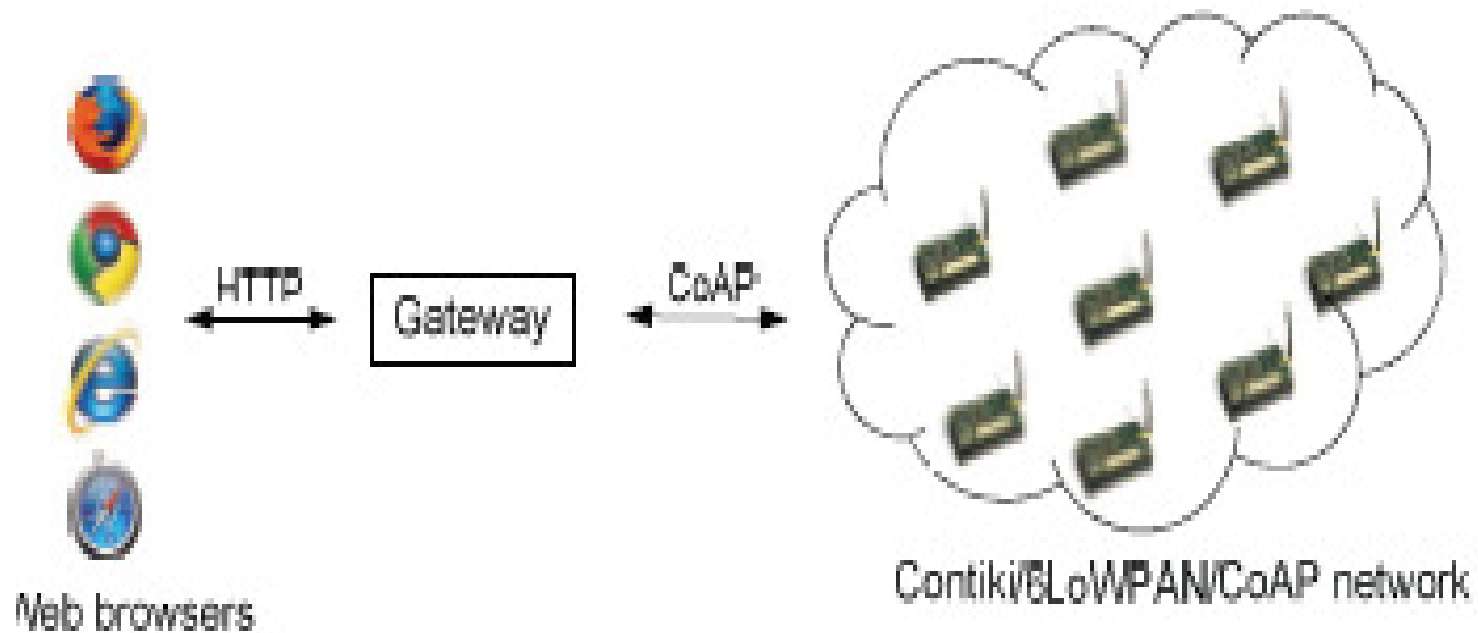 HTTP
Gateway
CoAP
Web browsers
Contiki/6LoWPAN/CoAP network